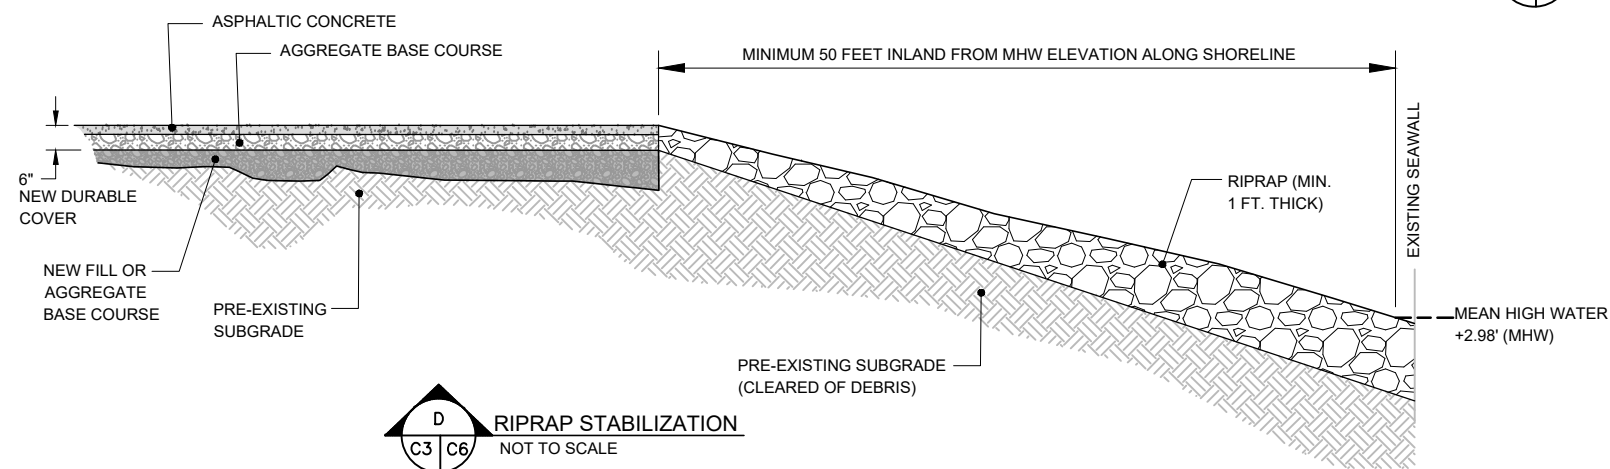 ASPHALTIC CONCRETE
AGGREGATE BASE COURSE
MINIMUM 50 FEET INLAND FROM MHW ELEVATION ALONG SHORELINE
EXISTING SEAWALL
6"
NEW DURABLE
COVER
RIPRAP (MIN.
1 FT. THICK)
NEW FILL OR
AGGREGATE
BASE COURSE
PRE-EXISTING
SUBGRADE
MEAN HIGH WATER
+2.98' (MHW)
PRE-EXISTING SUBGRADE
(CLEARED OF DEBRIS)
D
C3 C6
RIPRAP STABILIZATION
NOT TO SCALE